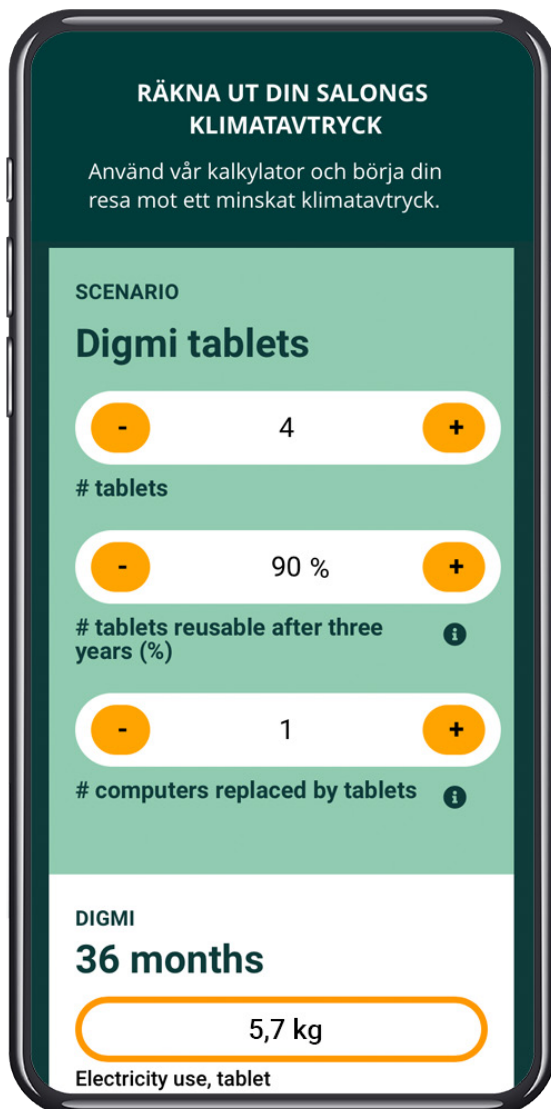 RÄKNA UT DIN SALONGS
KLIMATAVTRYCK
Använd vår kalkylator och börja din
resa mot ett minskat klimatavtryck.
SCENARIO
Digmi tablets
- 4 +
# tablets
- 90 % +
# tablets reusable after three
years (%)
- 1 +
# computers replaced by tablets
DIGMI
36 months
5,7 kg
Electricity use, tablet